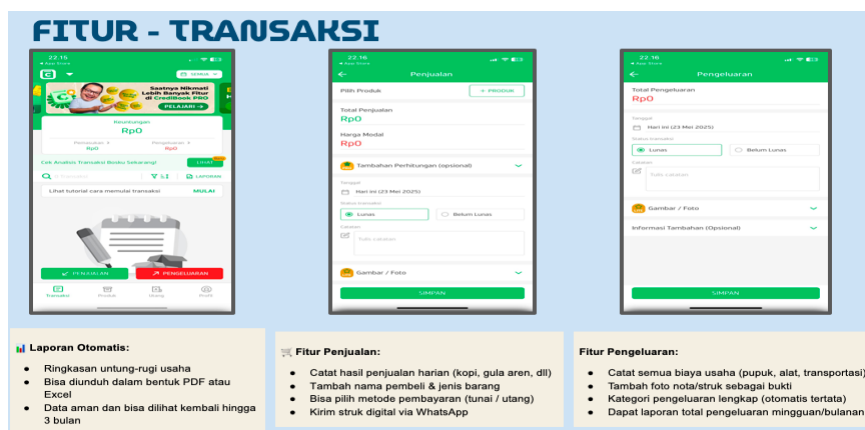 FITUR - TRANSAKSI
22.15
App Store
SEMUA
Saatnya Nikmati
Lebih Banyak Fitur
di CrediBook PRO
PELAJARI →
Keuntungan
Rp0
Pemasukan
Rp0
Pengeluaran
Rp0
Cek Analisis Transaksi Bosku Sekarang!
LIHAT
0 Transaksi
LAPORAN
Lihat tutorial cara memulai transaksi
MULAI
PENJUALAN
PENGELUARAN
Transaksi
Produk
Utang
Profil
22.16
App Store
Penjualan
Pilih Produk
+ PRODUK
Total Penjualan
Rp0
Harga Modal
Rp0
Tambahan Perhitungan (opsional)
Tanggal
Hari ini (23 Mei 2025)
Status transaksi
Lunas
Belum Lunas
Catatan
Tulis catatan
Gambar / Foto
SIMPAN
22.16
App Store
Pengeluaran
Total Pengeluaran
Rp0
Tanggal
Hari ini (23 Mei 2025)
Status transaksi
Lunas
Belum Lunas
Catatan
Tulis catatan
Gambar / Foto
Informasi Tambahan (Opsional)
SIMPAN
Laporan Otomatis:
● Ringkasan untung-rugi usaha
● Bisa diunduh dalam bentuk PDF atau
Excel
● Data aman dan bisa dilihat kembali hingga
3 bulan
Fitur Penjualan:
● Catat hasil penjualan harian (kopi, gula aren, dll)
● Tambah nama pembeli & jenis barang
● Bisa pilih metode pembayaran (tunai / utang)
● Kirim struk digital via WhatsApp
Fitur Pengeluaran:
● Catat semua biaya usaha (pupuk, alat, transportasi)
● Tambah foto nota/struk sebagai bukti
● Kategori pengeluaran lengkap (otomatis tertata)
● Dapat laporan total pengeluaran mingguan/bulanan